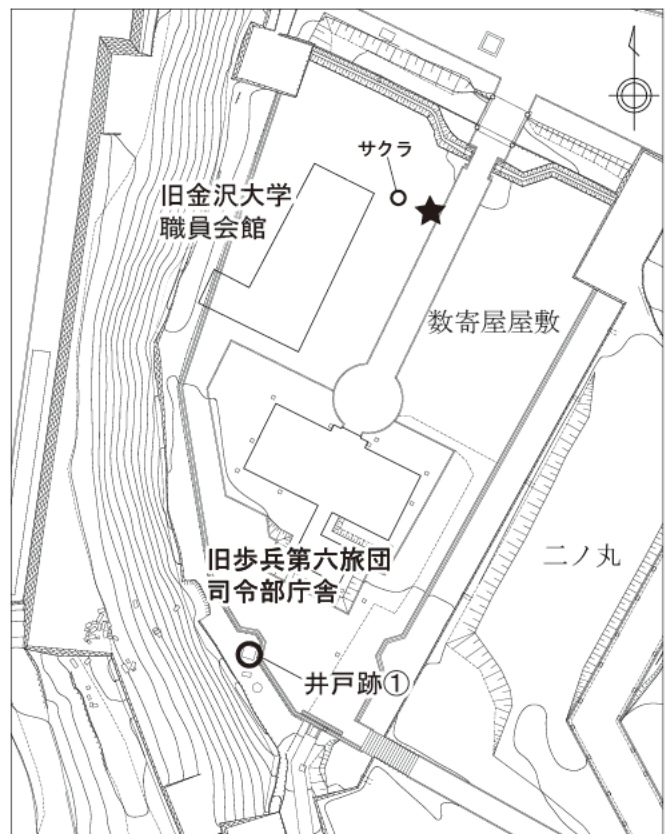 サクラ
旧金沢大学
職員会館
数寄屋屋敷
旧歩兵第六旅団
司令部庁舎
二ノ丸
井戸跡①